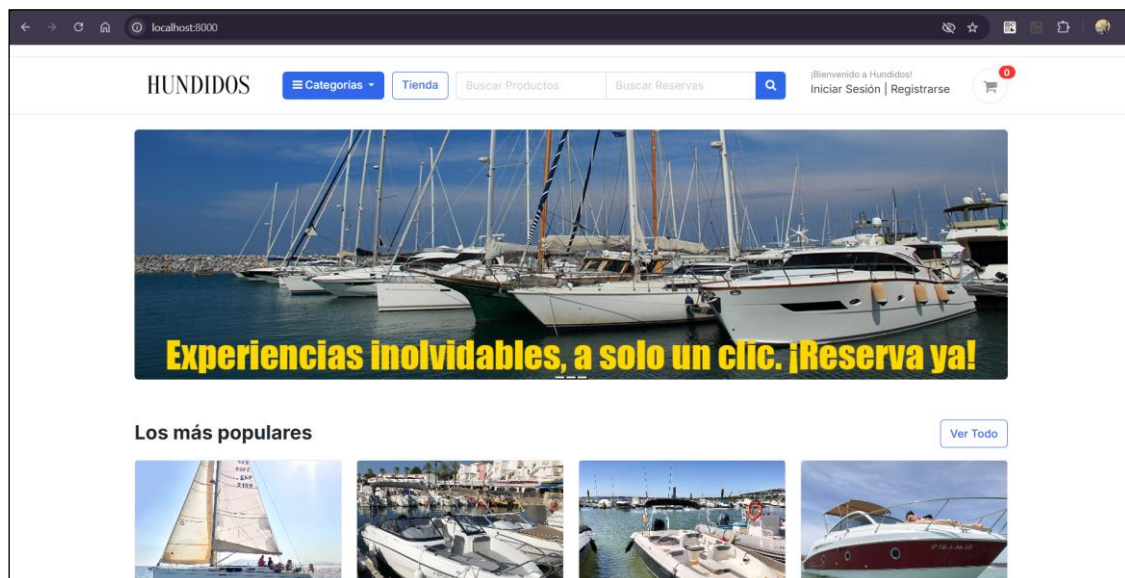 localhost:8000
HUNDIDOS
Categorías
Tienda
Buscar Productos
Buscar Reservas
¡Bienvenido a Hundidos!
Iniciar Sesión | Registrarse
0
Experiencias inolvidables, a solo un clic. ¡Reserva ya!
Los más populares
Ver Todo